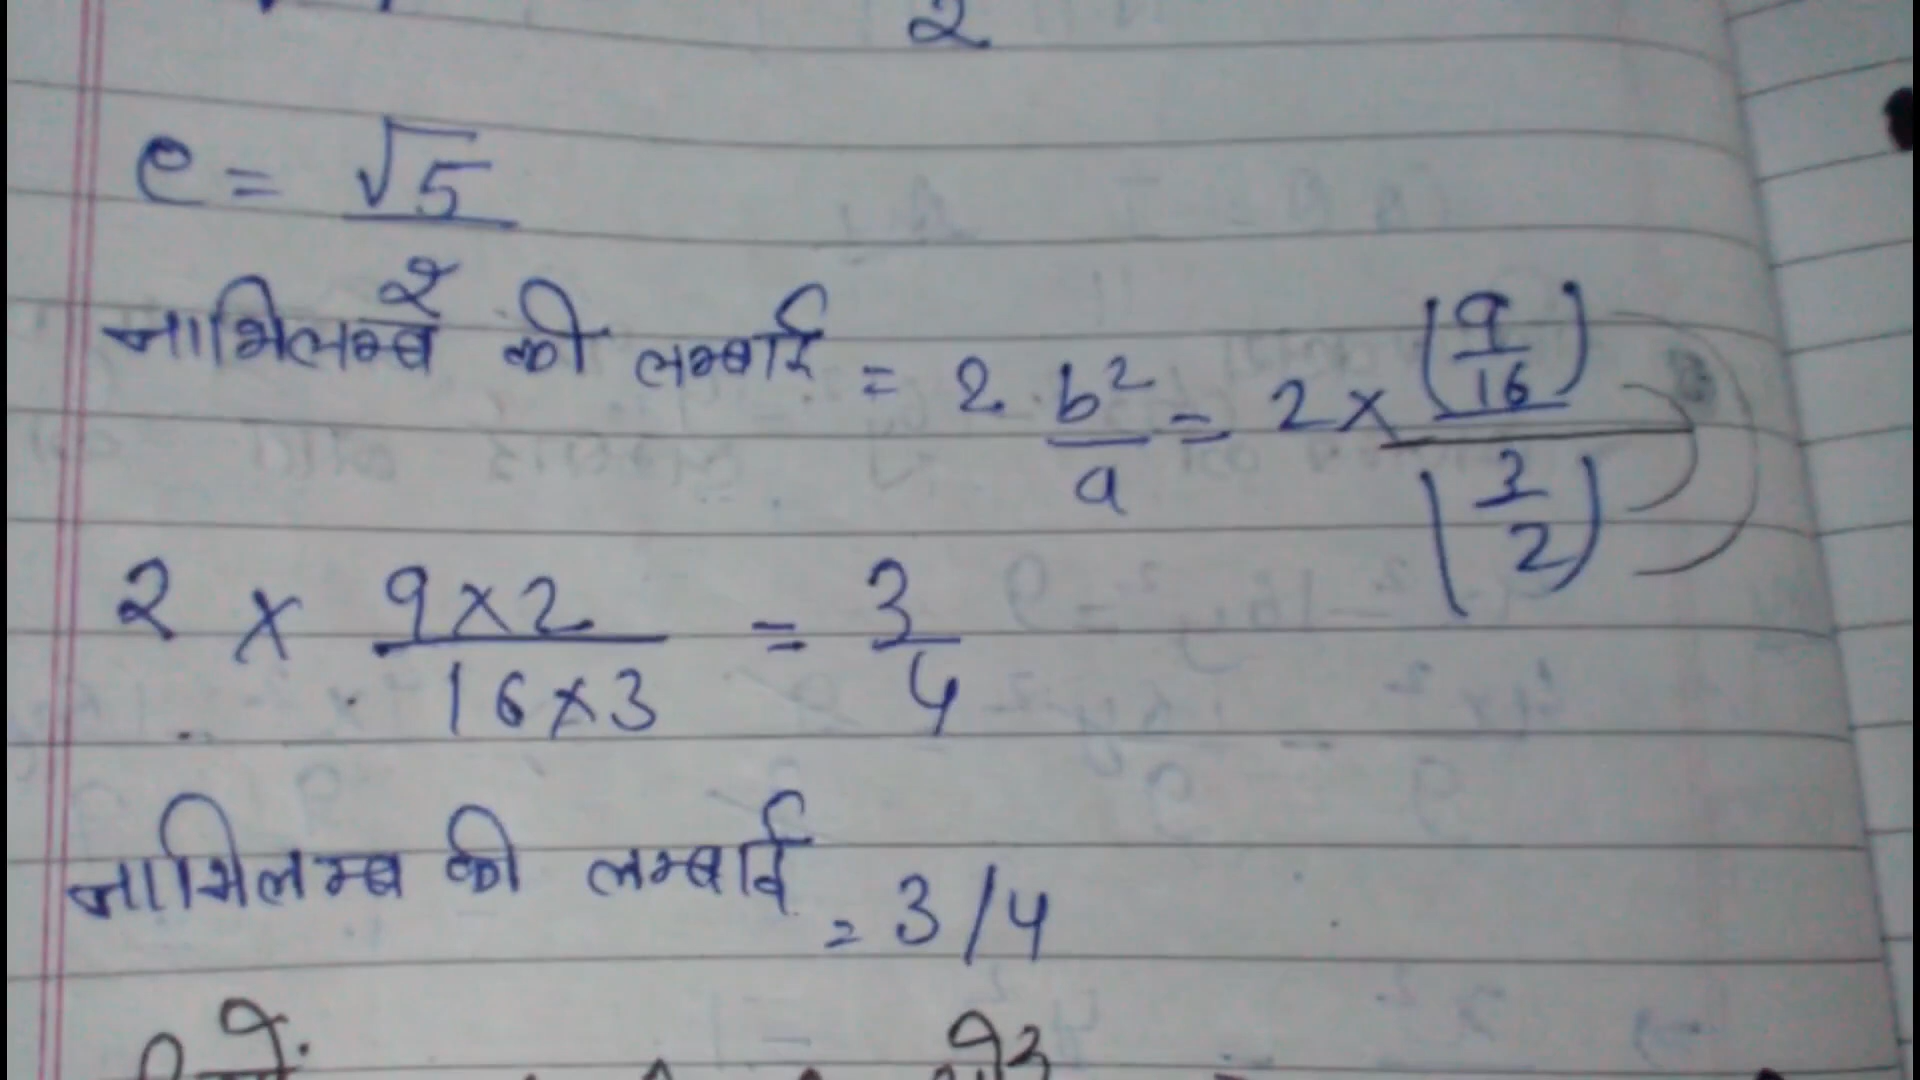 2
e = √5/2
नाभिलम्ब की लम्बाई = 2 b²/a = 2 × (9/16)/(3/2)
2 × 9×2/16×3 = 3/4
नाभिलम्ब की लम्बाई = 3/4